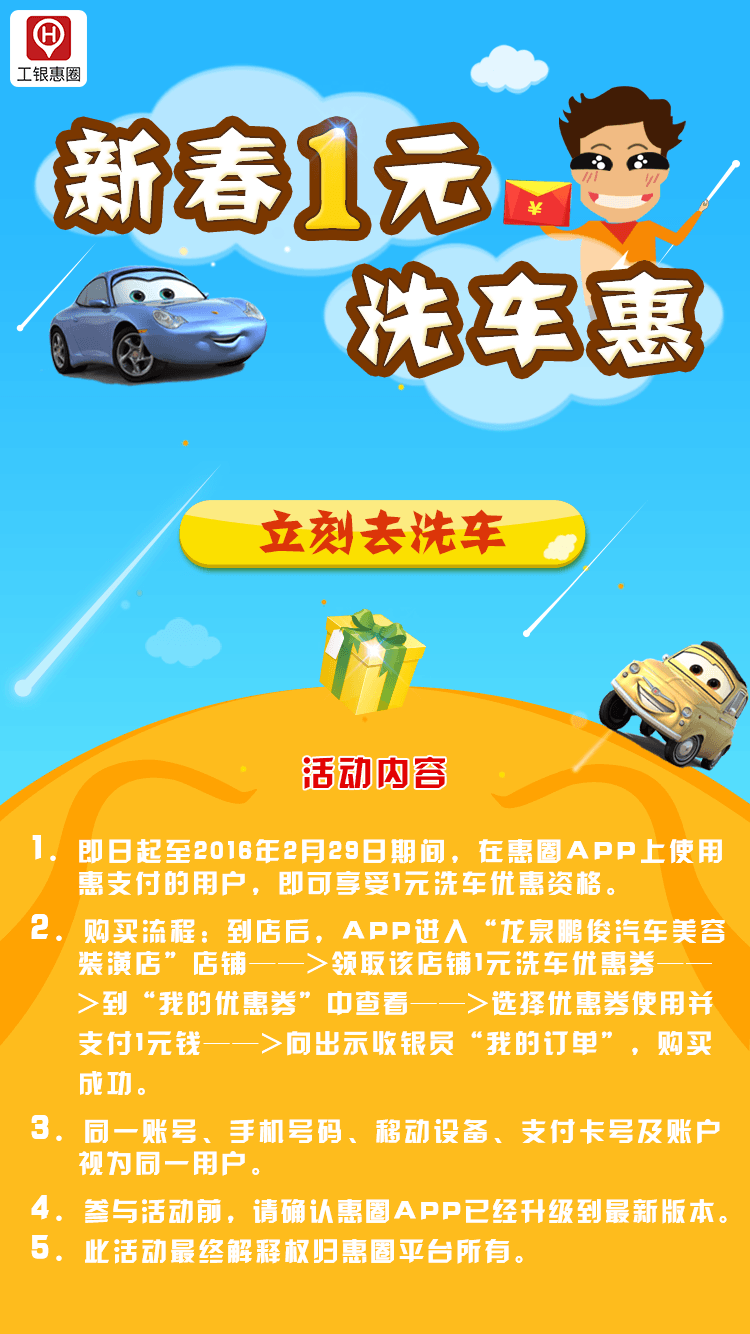 工银惠圈
新春1元
洗车惠
立刻去洗车
活动内容
1. 即日起至2016年2月29日期间，在惠圈APP上使用
惠支付的用户，即可享受1元洗车优惠资格。
2. 购买流程：到店后，APP进入“龙泉鹏俊汽车美容
装潢店”店铺——>领取该店铺1元洗车优惠券——
>到“我的优惠券”中查看——>选择优惠券使用并
支付1元钱——>向出示收银员“我的订单”，购买
成功。
3. 同一账号、手机号码、移动设备、支付卡号及账户
视为同一用户。
4. 参与活动前，请确认惠圈APP已经升级到最新版本。
5. 此活动最终解释权归惠圈平台所有。